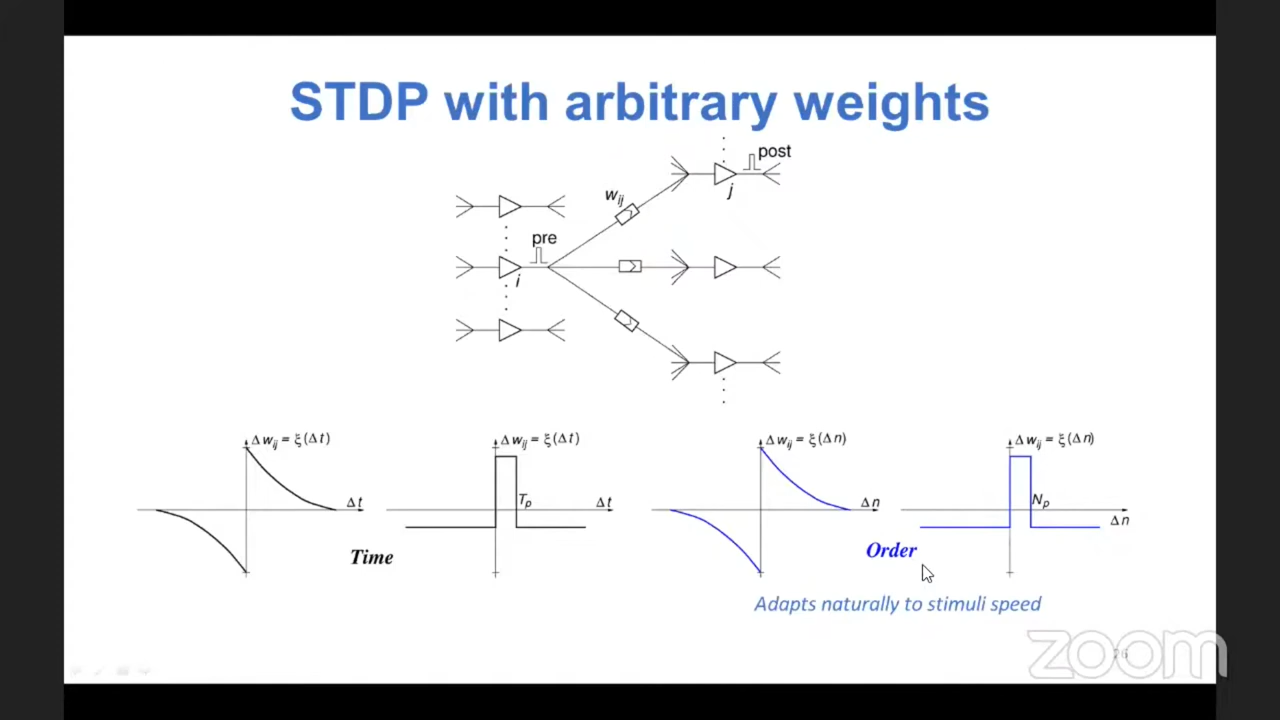 STDP with arbitrary weights
post
w_ij
j
pre
i
Δw_ij = ξ(Δt)
Δw_ij = ξ(Δt)
Δw_ij = ξ(Δn)
Δw_ij = ξ(Δn)
Δt
T_p
Δt
Δn
N_p
Δn
Time
Order
Adapts naturally to stimuli speed
zoom
26